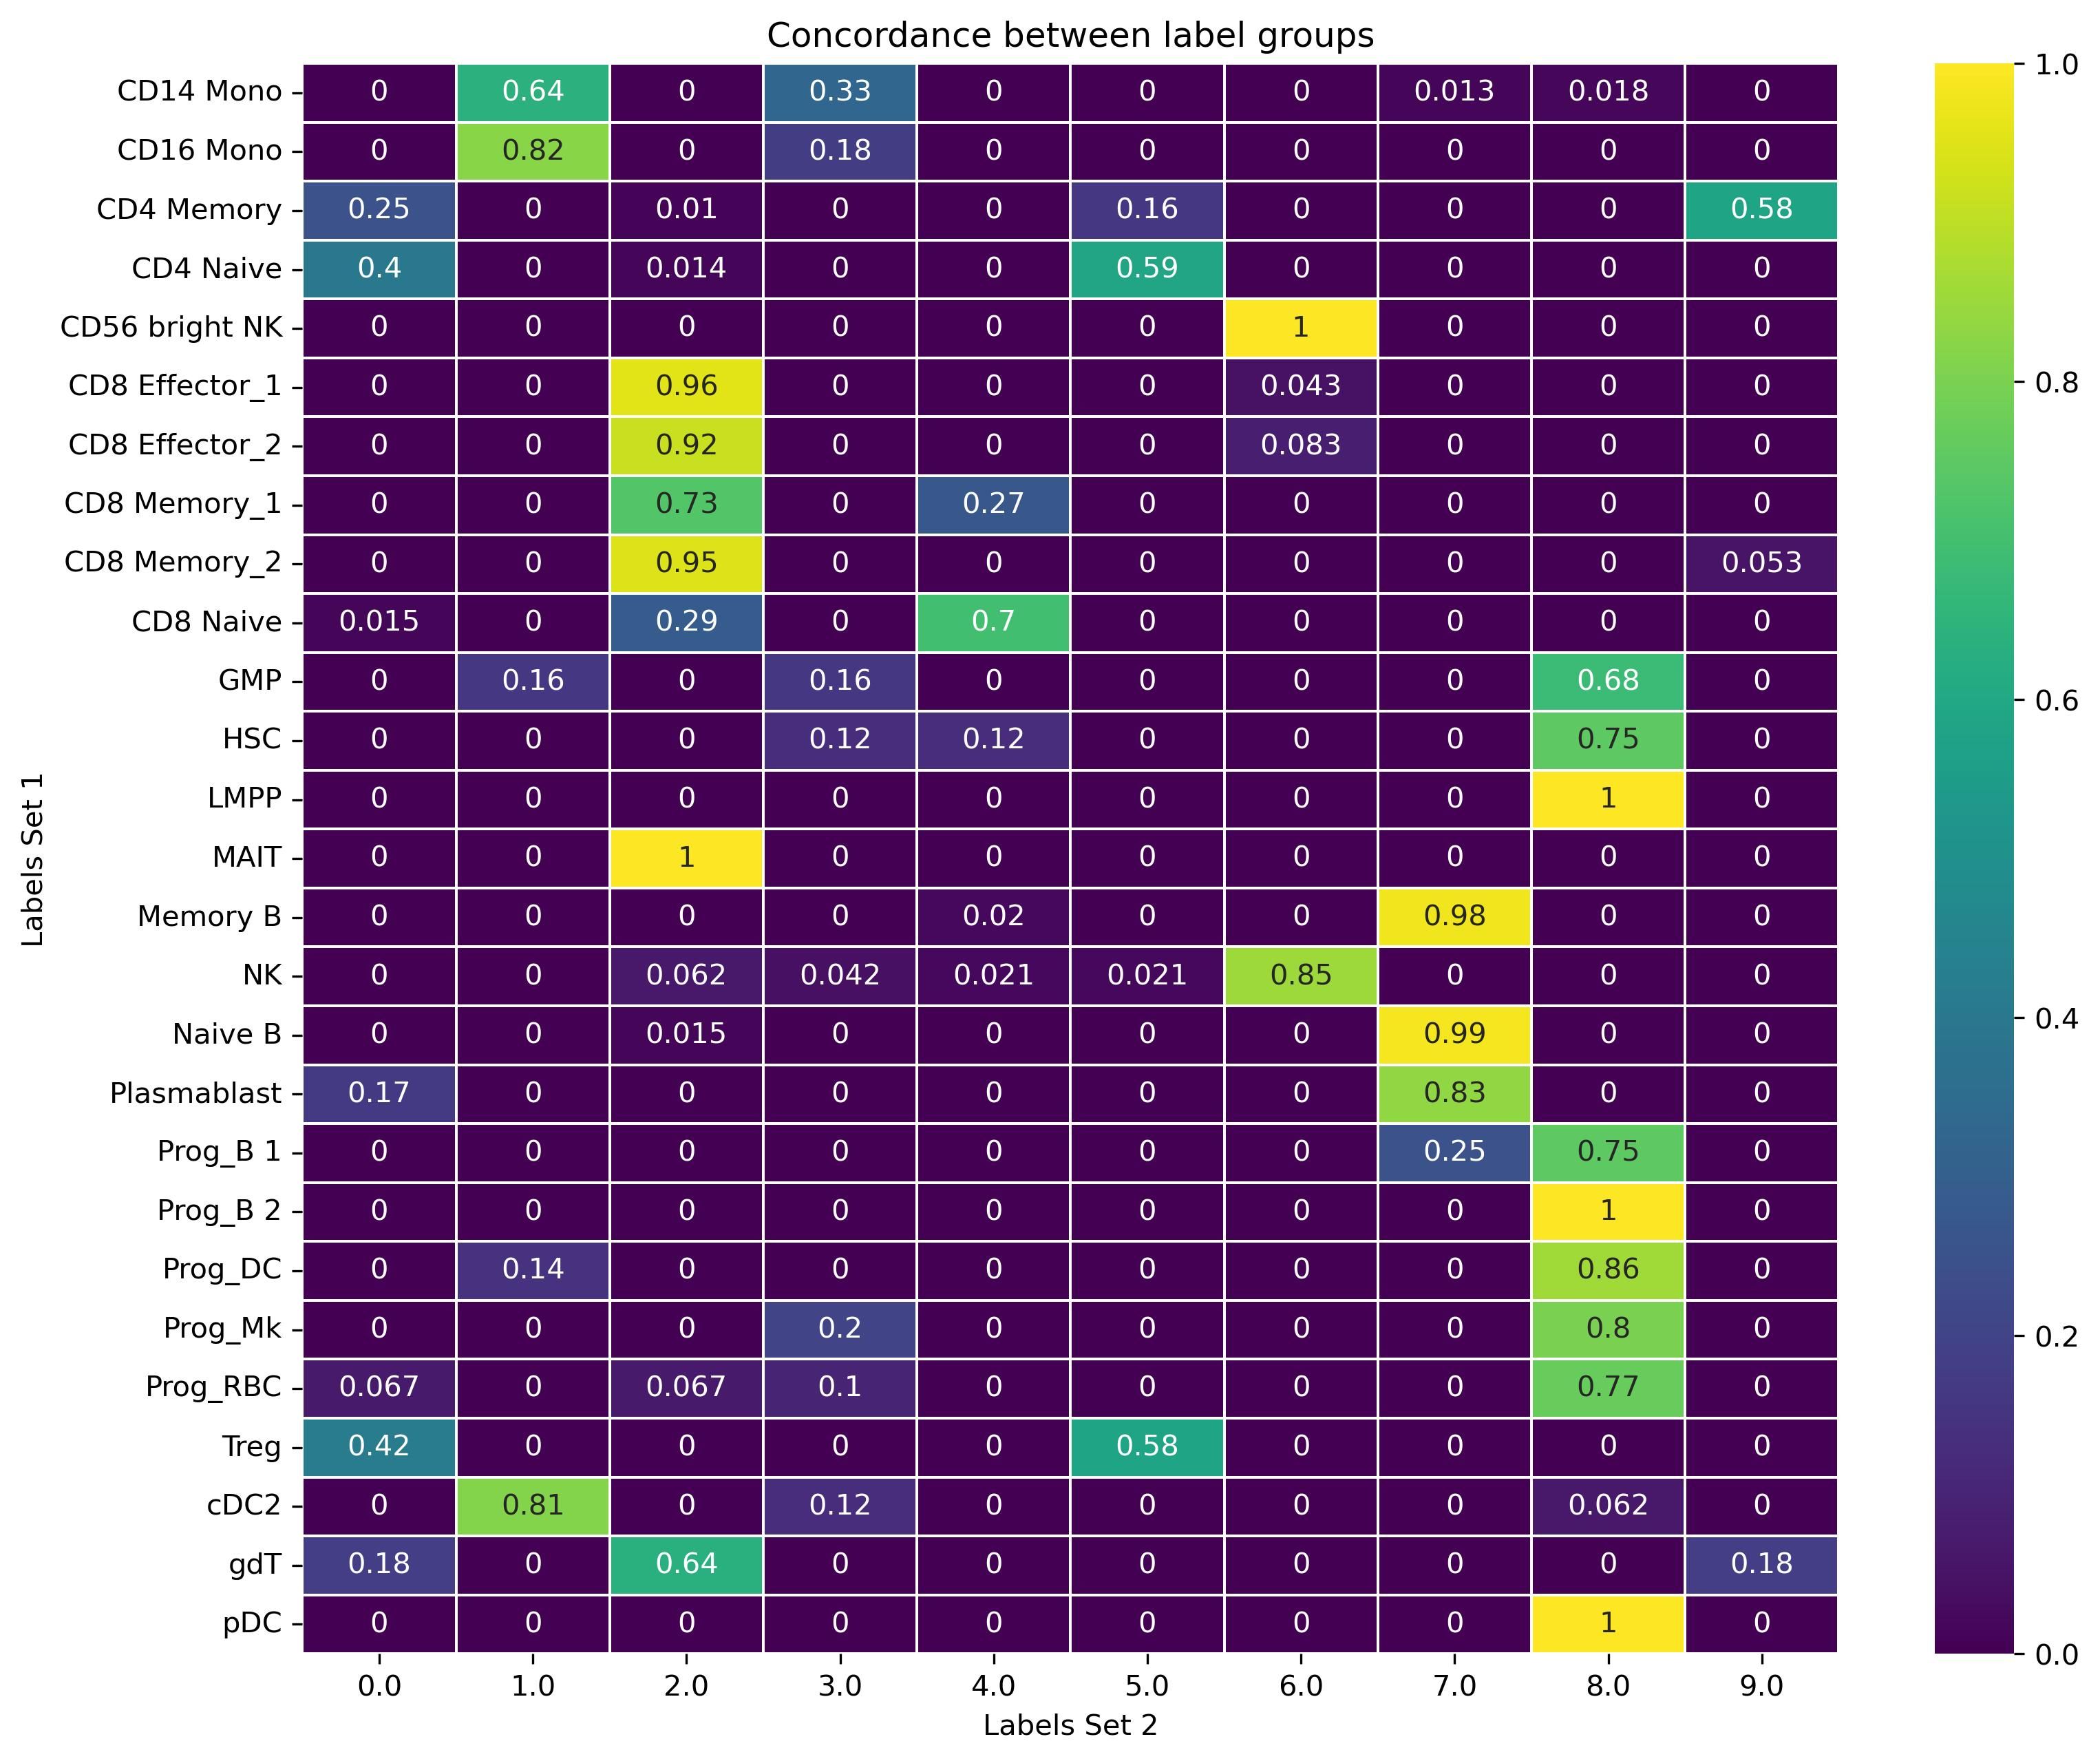 Concordance between label groups
CD14 Mono 0 0.64 0 0.33 0 0 0 0.013 0.018 0
CD16 Mono 0 0.82 0 0.18 0 0 0 0 0 0
CD4 Memory 0.25 0 0.01 0 0 0.16 0 0 0 0.58
CD4 Naive 0.4 0 0.014 0 0 0.59 0 0 0 0
CD56 bright NK 0 0 0 0 0 0 1 0 0 0
CD8 Effector_1 0 0 0.96 0 0 0 0.043 0 0 0
CD8 Effector_2 0 0 0.92 0 0 0 0.083 0 0 0
CD8 Memory_1 0 0 0.73 0 0.27 0 0 0 0 0
CD8 Memory_2 0 0 0.95 0 0 0 0 0 0 0.053
CD8 Naive 0.015 0 0.29 0 0.7 0 0 0 0 0
GMP 0 0.16 0 0.16 0 0 0 0 0.68 0
HSC 0 0 0 0.12 0.12 0 0 0 0.75 0
LMPP 0 0 0 0 0 0 0 0 1 0
MAIT 0 0 1 0 0 0 0 0 0 0
Memory B 0 0 0 0 0.02 0 0 0.98 0 0
NK 0 0 0.062 0.042 0.021 0.021 0.85 0 0 0
Naive B 0 0 0.015 0 0 0 0 0.99 0 0
Plasmablast 0.17 0 0 0 0 0 0 0.83 0 0
Prog_B 1 0 0 0 0 0 0 0 0.25 0.75 0
Prog_B 2 0 0 0 0 0 0 0 0 1 0
Prog_DC 0 0.14 0 0 0 0 0 0 0.86 0
Prog_Mk 0 0 0 0.2 0 0 0 0 0.8 0
Prog_RBC 0.067 0 0.067 0.1 0 0 0 0 0.77 0
Treg 0.42 0 0 0 0 0.58 0 0 0 0
cDC2 0 0.81 0 0.12 0 0 0 0 0.062 0
gdT 0.18 0 0.64 0 0 0 0 0 0 0.18
pDC 0 0 0 0 0 0 0 0 1 0
0.0 1.0 2.0 3.0 4.0 5.0 6.0 7.0 8.0 9.0
Labels Set 2
Labels Set 1
1.0
0.8
0.6
0.4
0.2
0.0